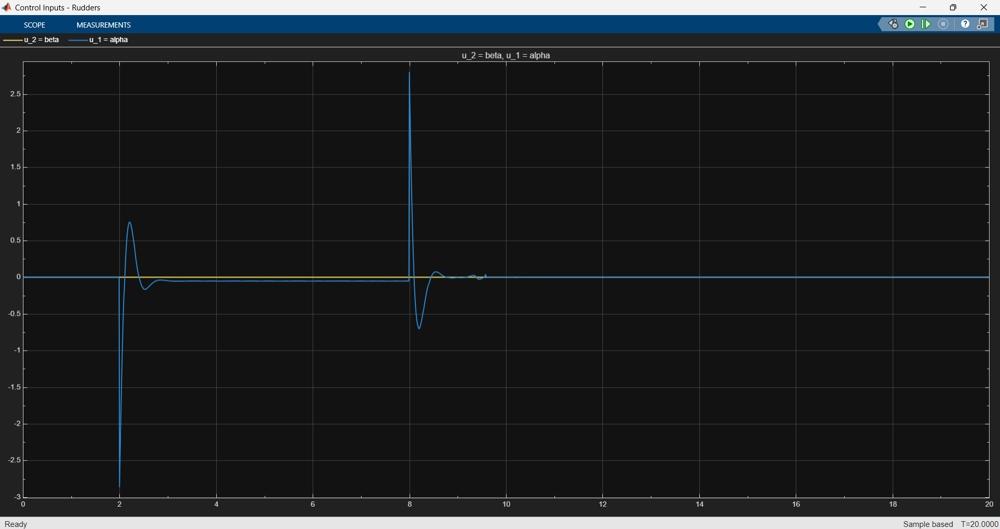 Control Inputs - Rudders
SCOPE MEASUREMENTS
?
u_2 = beta u_1 = alpha
u_2 = beta, u_1 = alpha
2.5
2
1.5
1
0.5
0
-0.5
-1
-1.5
-2
-2.5
-3
0 2 4 6 8 10 12 14 16 18 20
Ready Sample based T=20.0000